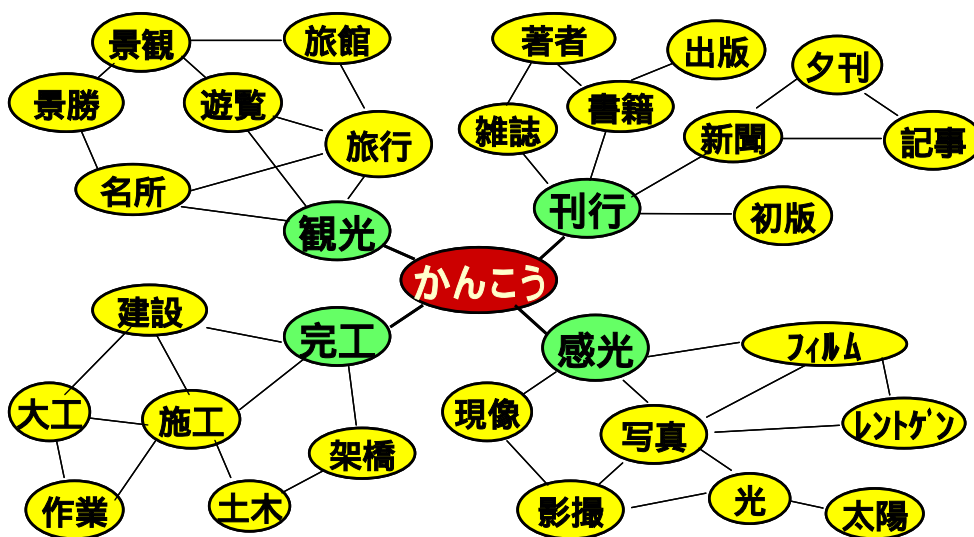 景観
旅館
景勝
遊覧
旅行
名所
観光
著者
出版
夕刊
書籍
雑誌
新聞
記事
刊行
初版
かんこう
建設
完工
大工
施工
架橋
作業
土木
感光
フィルム
現像
写真
レントゲン
影撮
光
太陽